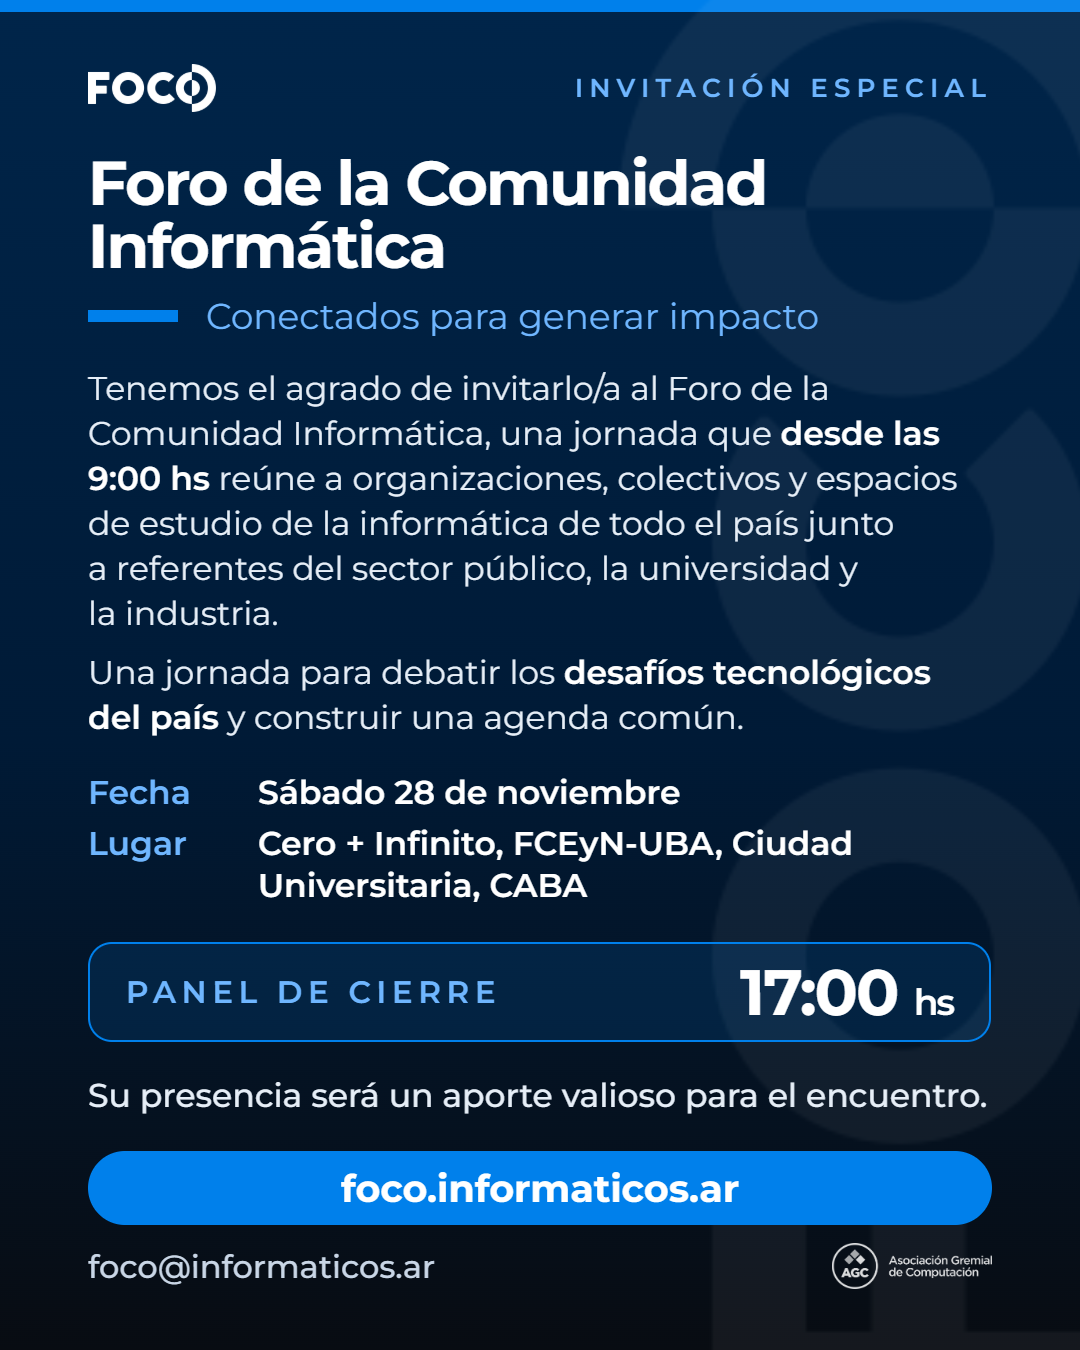 FOCO
INVITACIÓN ESPECIAL
Foro de la Comunidad
Informática
Conectados para generar impacto
Tenemos el agrado de invitarlo/a al Foro de la
Comunidad Informática, una jornada que desde las
9:00 hs reúne a organizaciones, colectivos y espacios
de estudio de la informática de todo el país junto
a referentes del sector público, la universidad y
la industria.
Una jornada para debatir los desafíos tecnológicos
del país y construir una agenda común.
Fecha Sábado 28 de noviembre
Lugar Cero + Infinito, FCEyN-UBA, Ciudad
Universitaria, CABA
PANEL DE CIERRE 17:00 hs
Su presencia será un aporte valioso para el encuentro.
foco.informaticos.ar
foco@informaticos.ar
AGC
Asociación Gremial
de Computación